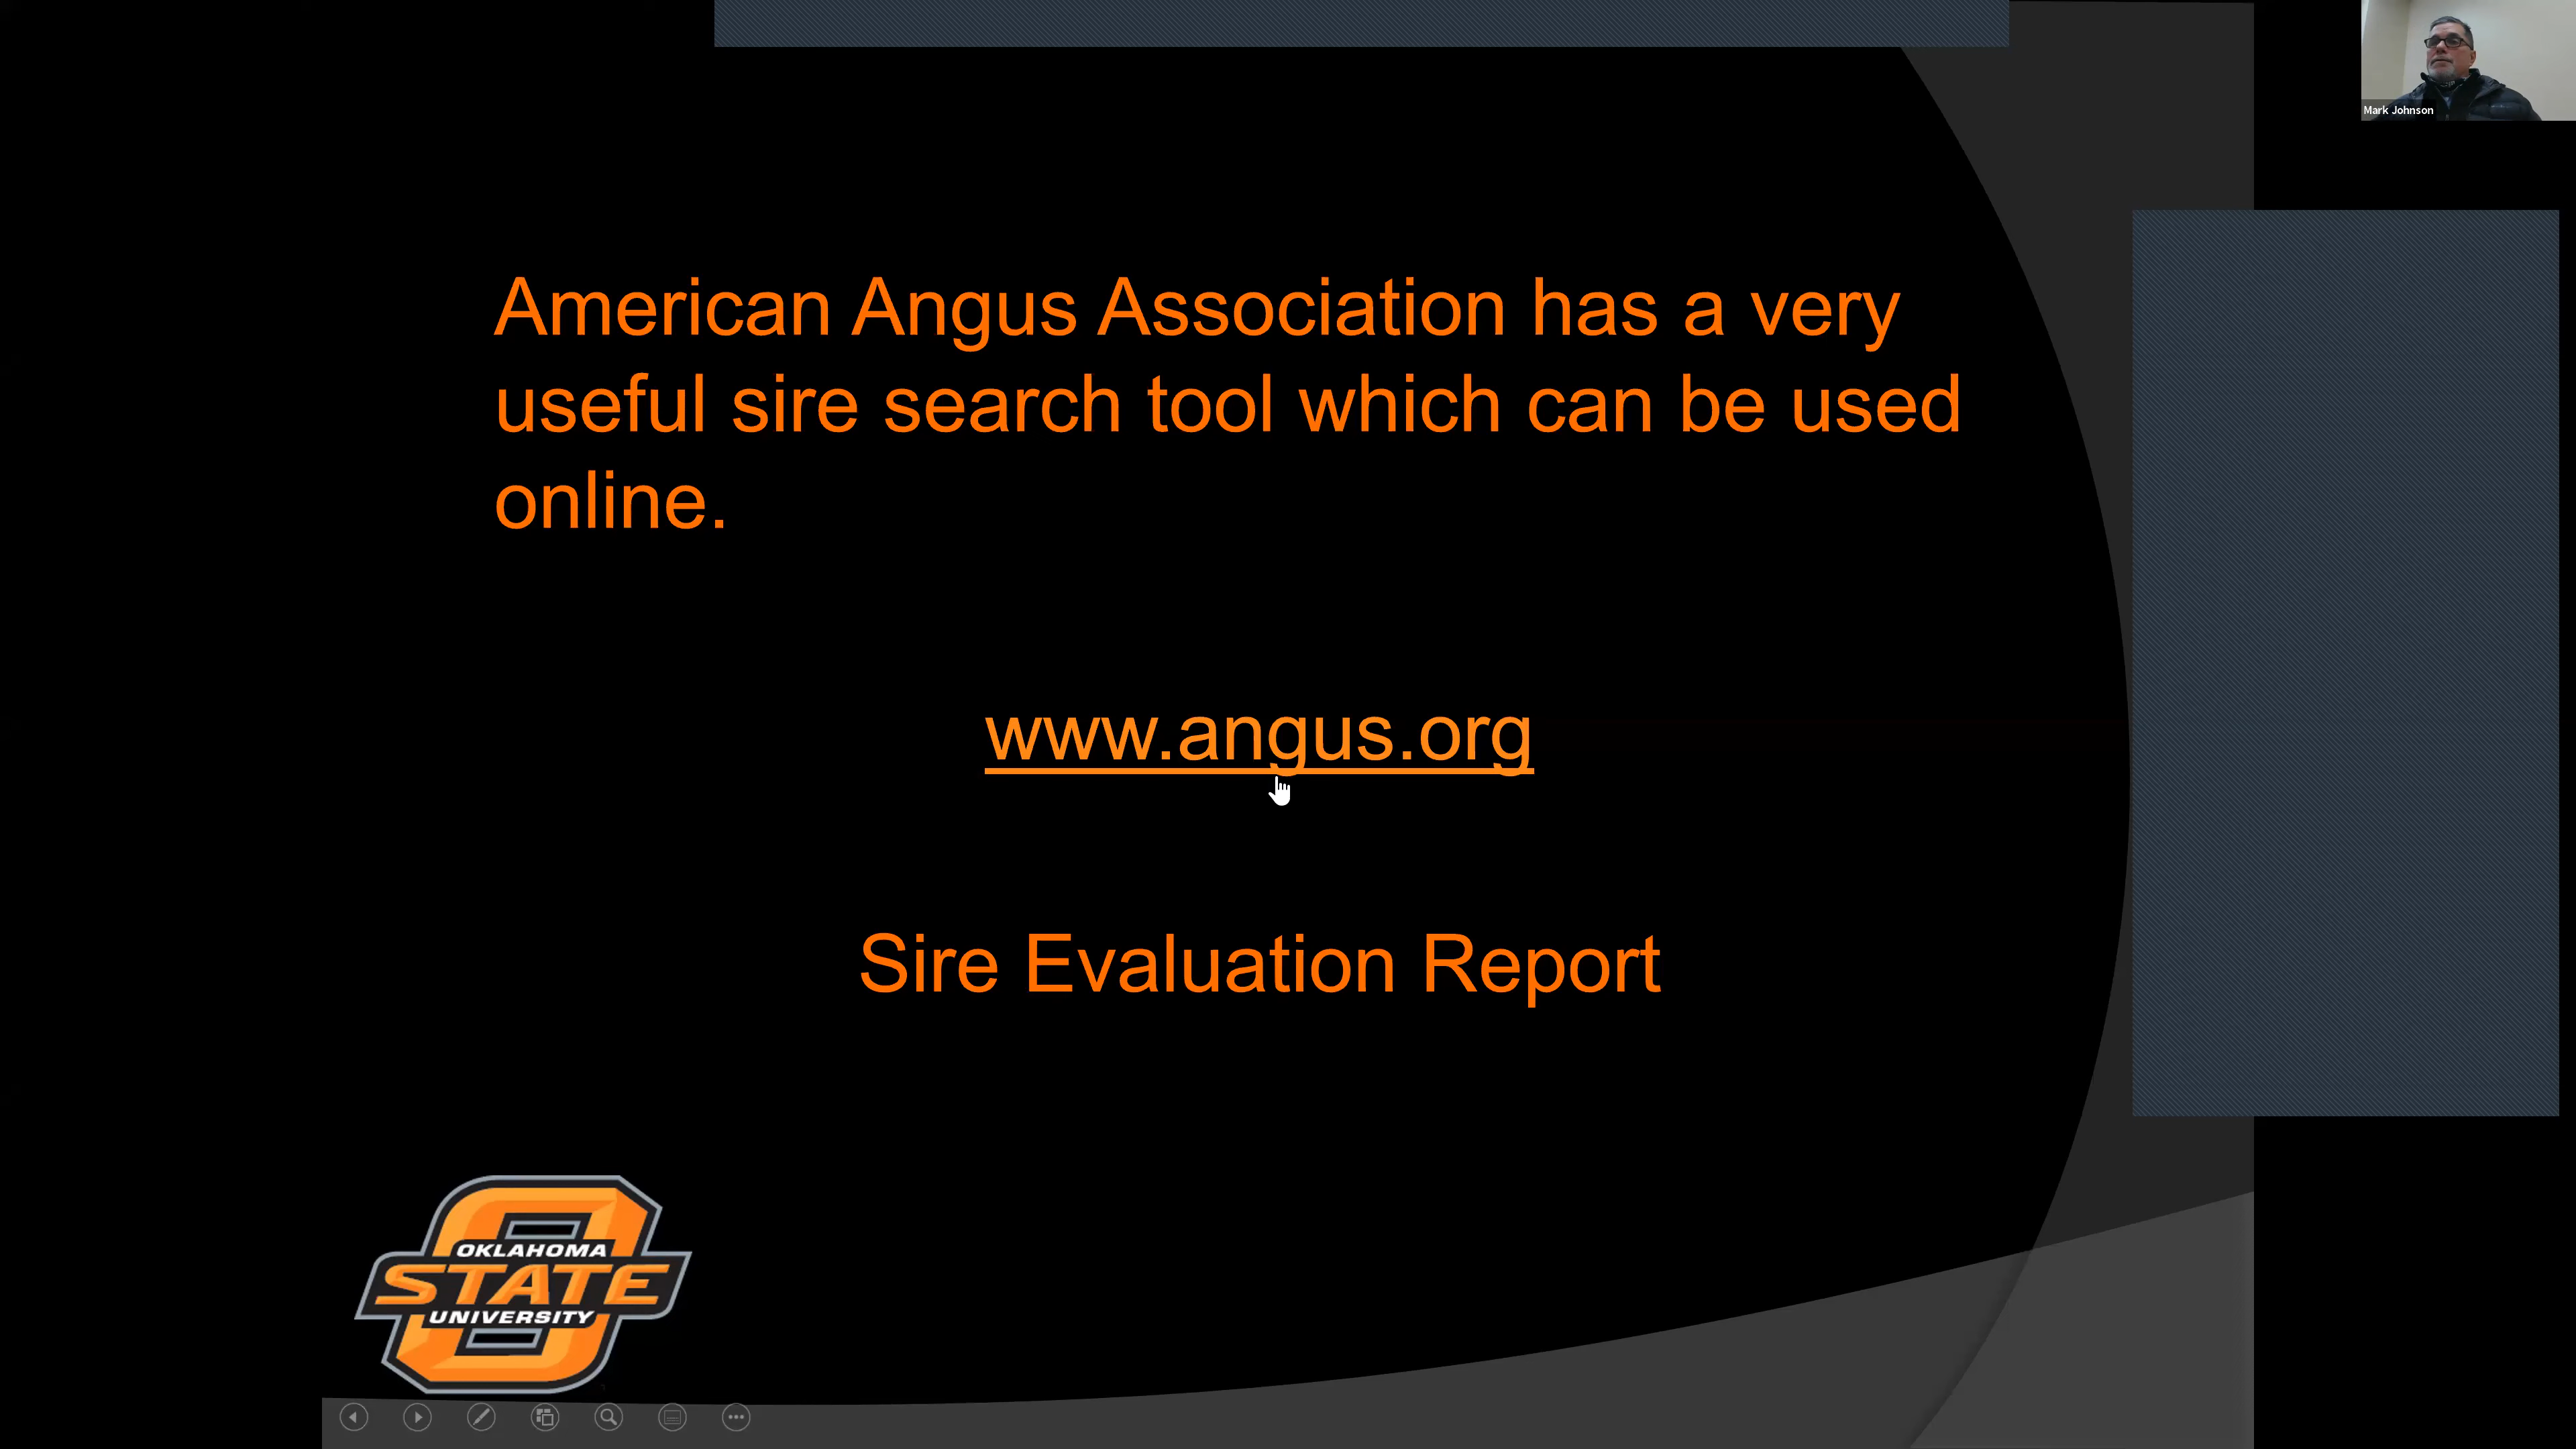 Mark Johnson
American Angus Association has a very
useful sire search tool which can be used
online.
www.angus.org
Sire Evaluation Report
OKLAHOMA
STATE
UNIVERSITY